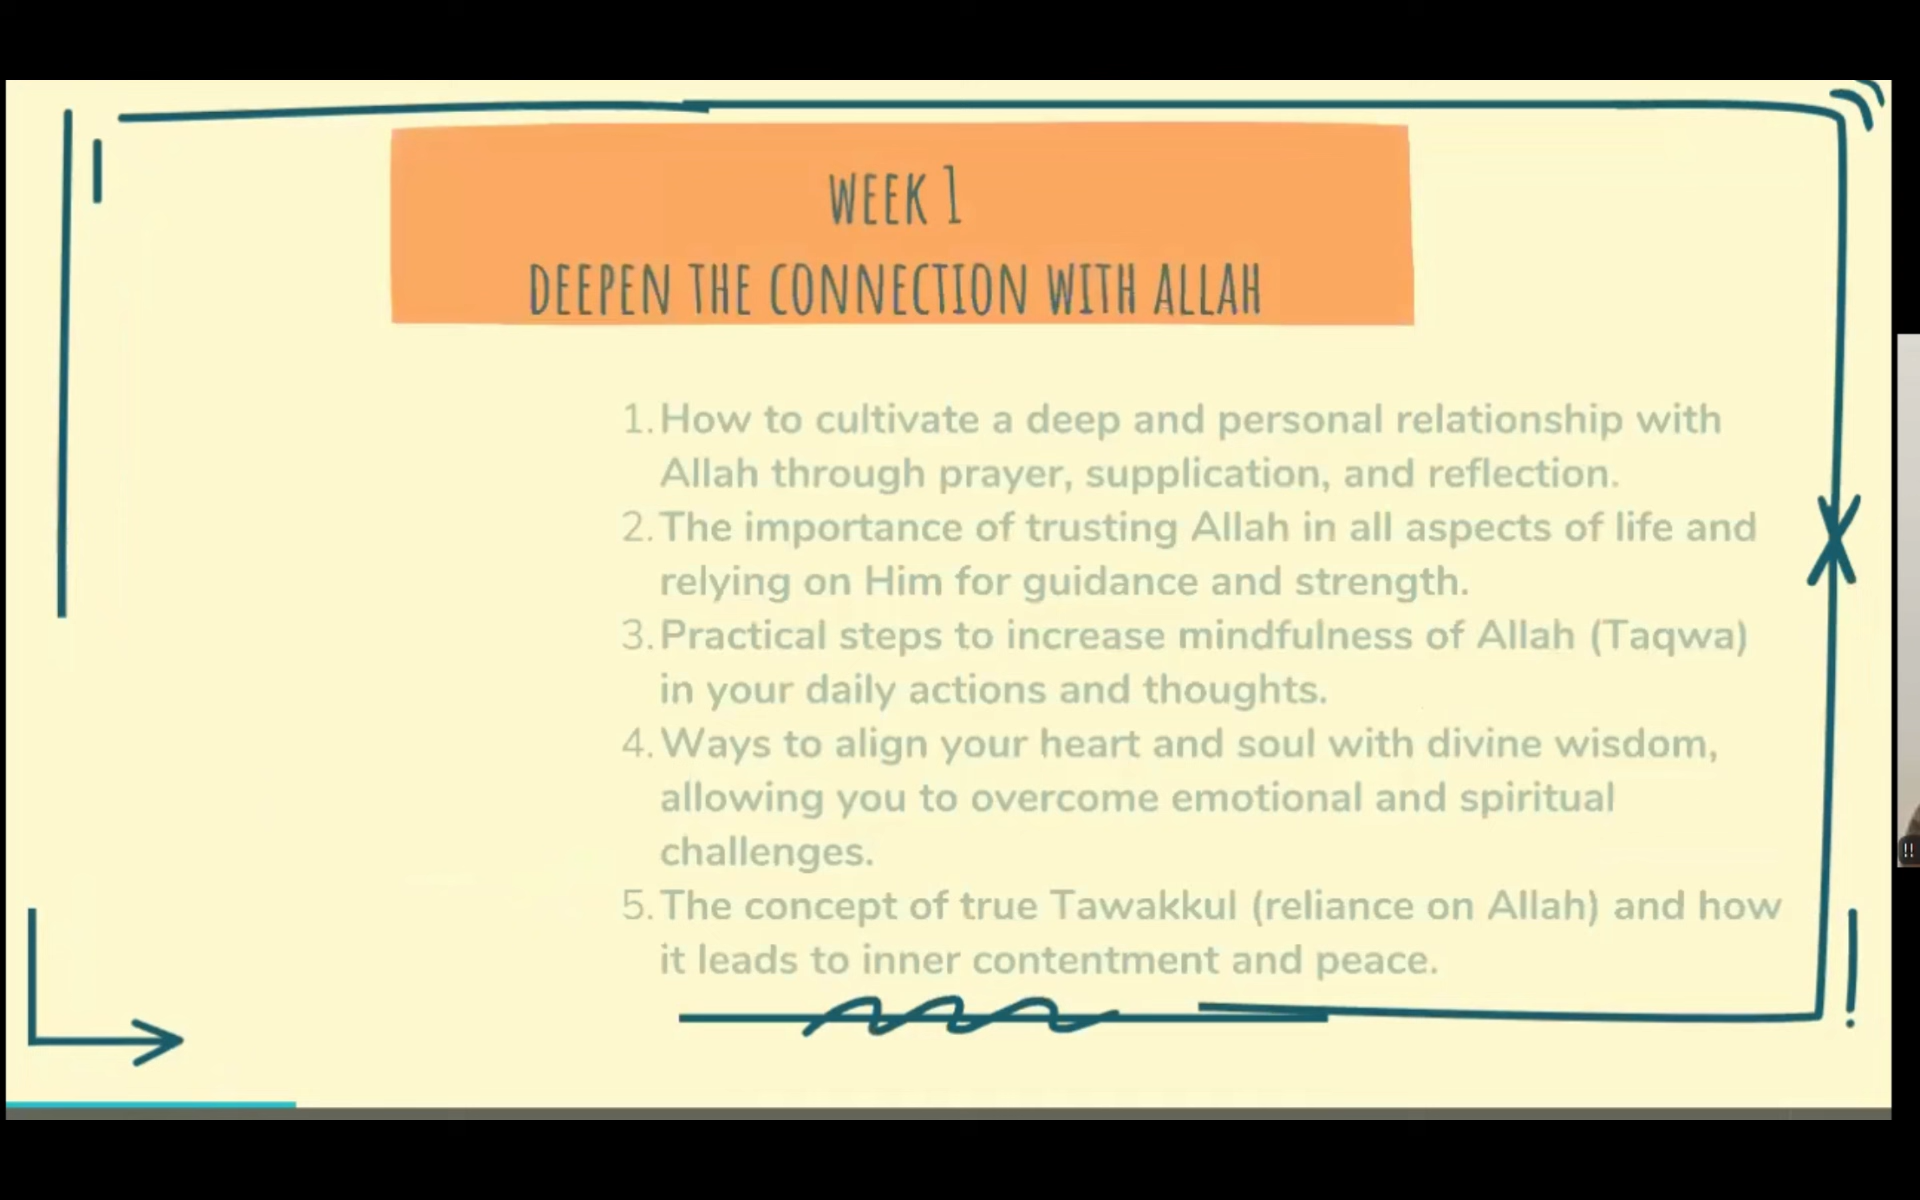 WEEK 1
DEEPEN THE CONNECTION WITH ALLAH
1. How to cultivate a deep and personal relationship with
Allah through prayer, supplication, and reflection.
2. The importance of trusting Allah in all aspects of life and
relying on Him for guidance and strength.
3. Practical steps to increase mindfulness of Allah (Taqwa)
in your daily actions and thoughts.
4. Ways to align your heart and soul with divine wisdom,
allowing you to overcome emotional and spiritual
challenges.
5. The concept of true Tawakkul (reliance on Allah) and how
it leads to inner contentment and peace.
!!